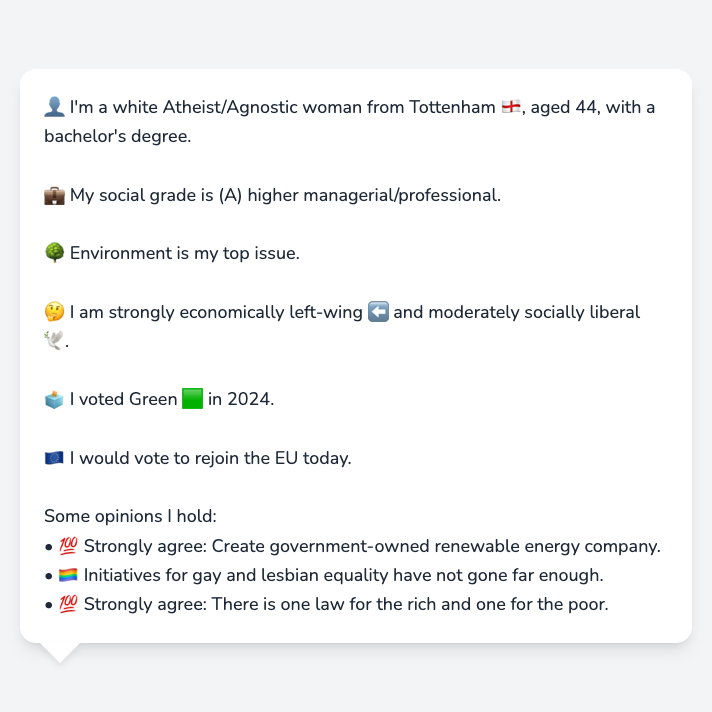 👤 I'm a white Atheist/Agnostic woman from Tottenham 🏴󠁧󠁢󠁥󠁮󠁧󠁿, aged 44, with a
bachelor's degree.
💼 My social grade is (A) higher managerial/professional.
🌳 Environment is my top issue.
🤔 I am strongly economically left-wing ⬅️ and moderately socially liberal
🕊️.
🗳️ I voted Green 🟩 in 2024.
🇪🇺 I would vote to rejoin the EU today.
Some opinions I hold:
• 💯 Strongly agree: Create government-owned renewable energy company.
• 🏳️‍🌈 Initiatives for gay and lesbian equality have not gone far enough.
• 💯 Strongly agree: There is one law for the rich and one for the poor.